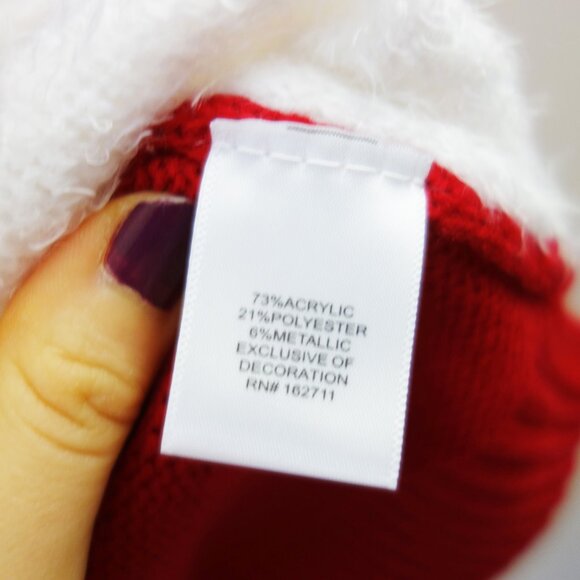 73%ACRYLIC
21%POLYESTER
6%METALLIC
EXCLUSIVE OF
DECORATION
RN# 162711